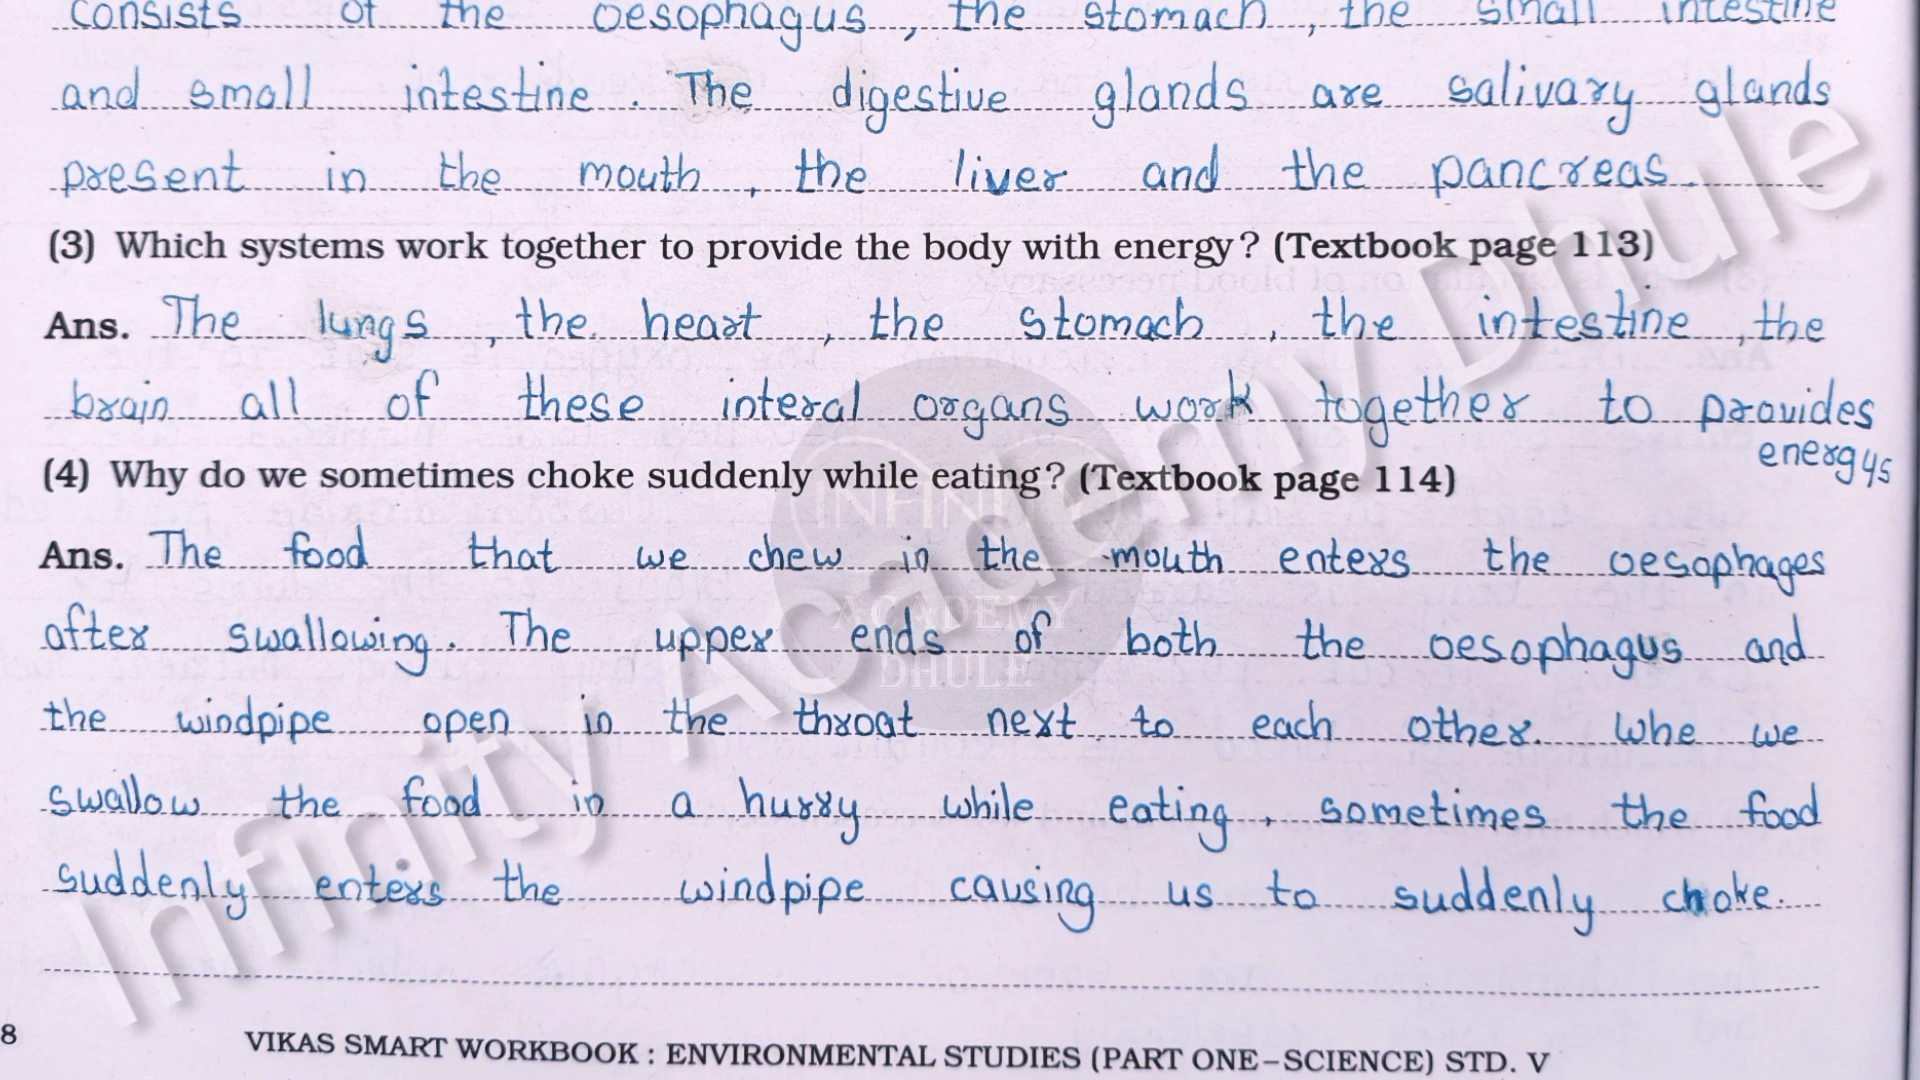 consists of the oesophagus, the stomach, the small intestine
and small intestine. The digestive glands are salivary glands
present in the mouth, the liver and the pancreas.
(3) Which systems work together to provide the body with energy? (Textbook page 113)
Ans. The lungs, the heart, the stomach, the intestine, the
brain all of these interal organs work together to provides
energys
(4) Why do we sometimes choke suddenly while eating? (Textbook page 114)
Ans. The food that we chew in the mouth enters the oesophages
after swallowing. The upper ends of both the oesophagus and
the windpipe open in the throat next to each other. Whe we
swallow the food in a hurry while eating, sometimes the food
suddenly enters the windpipe causing us to suddenly choke.
8 VIKAS SMART WORKBOOK : ENVIRONMENTAL STUDIES (PART ONE–SCIENCE) STD. V
Infinity Academy Dhule
INFINITY
ACADEMY
DHULE